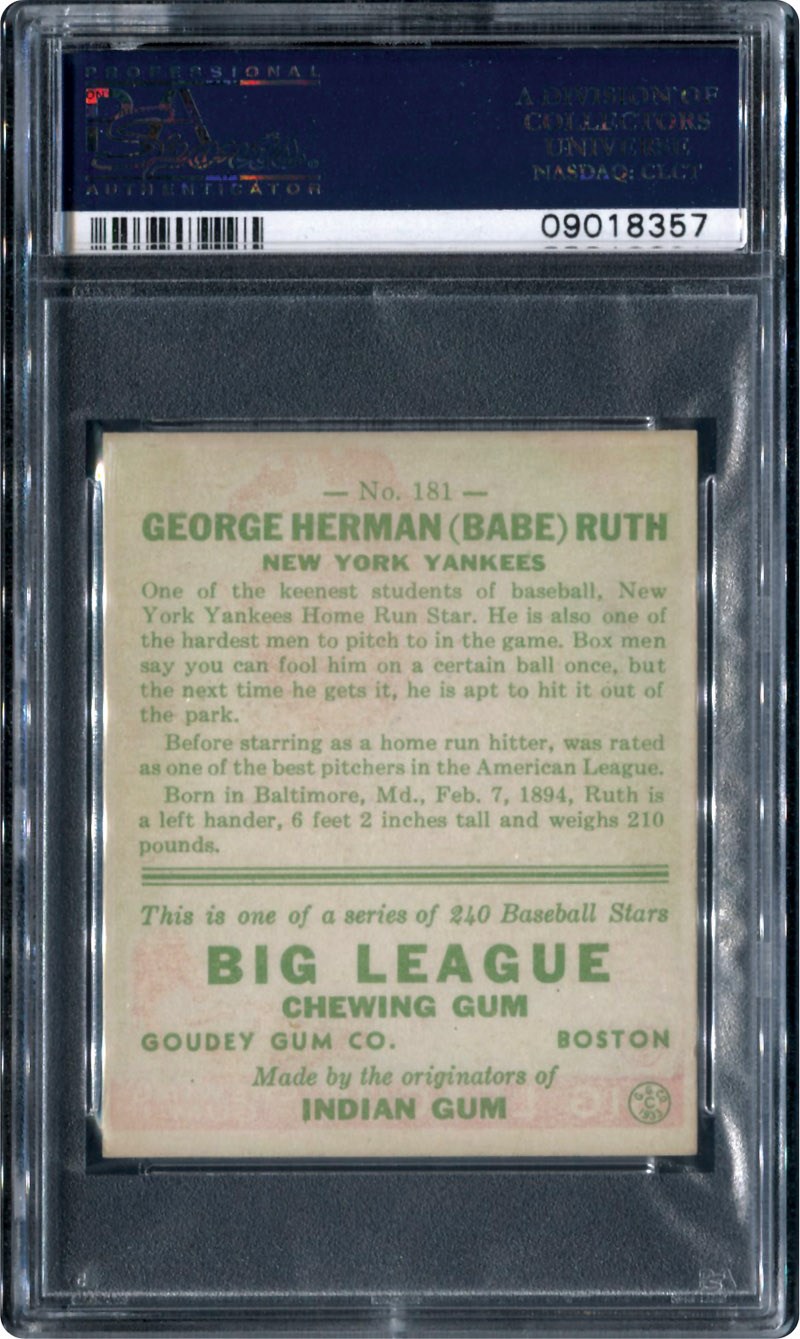 PROFESSIONAL
PSA
AUTHENTICATOR
A DIVISION OF
COLLECTORS
UNIVERSE
NASDAQ: CLCT
09018357
— No. 181 —
GEORGE HERMAN (BABE) RUTH
NEW YORK YANKEES
One of the keenest students of baseball, New
York Yankees Home Run Star. He is also one of
the hardest men to pitch to in the game. Box men
say you can fool him on a certain ball once, but
the next time he gets it, he is apt to hit it out of
the park.
Before starring as a home run hitter, was rated
as one of the best pitchers in the American League.
Born in Baltimore, Md., Feb. 7, 1894, Ruth is
a left hander, 6 feet 2 inches tall and weighs 210
pounds.
This is one of a series of 240 Baseball Stars
BIG LEAGUE
CHEWING GUM
GOUDEY GUM CO. BOSTON
Made by the originators of
INDIAN GUM
G. G. CO.
C
1933
PSA